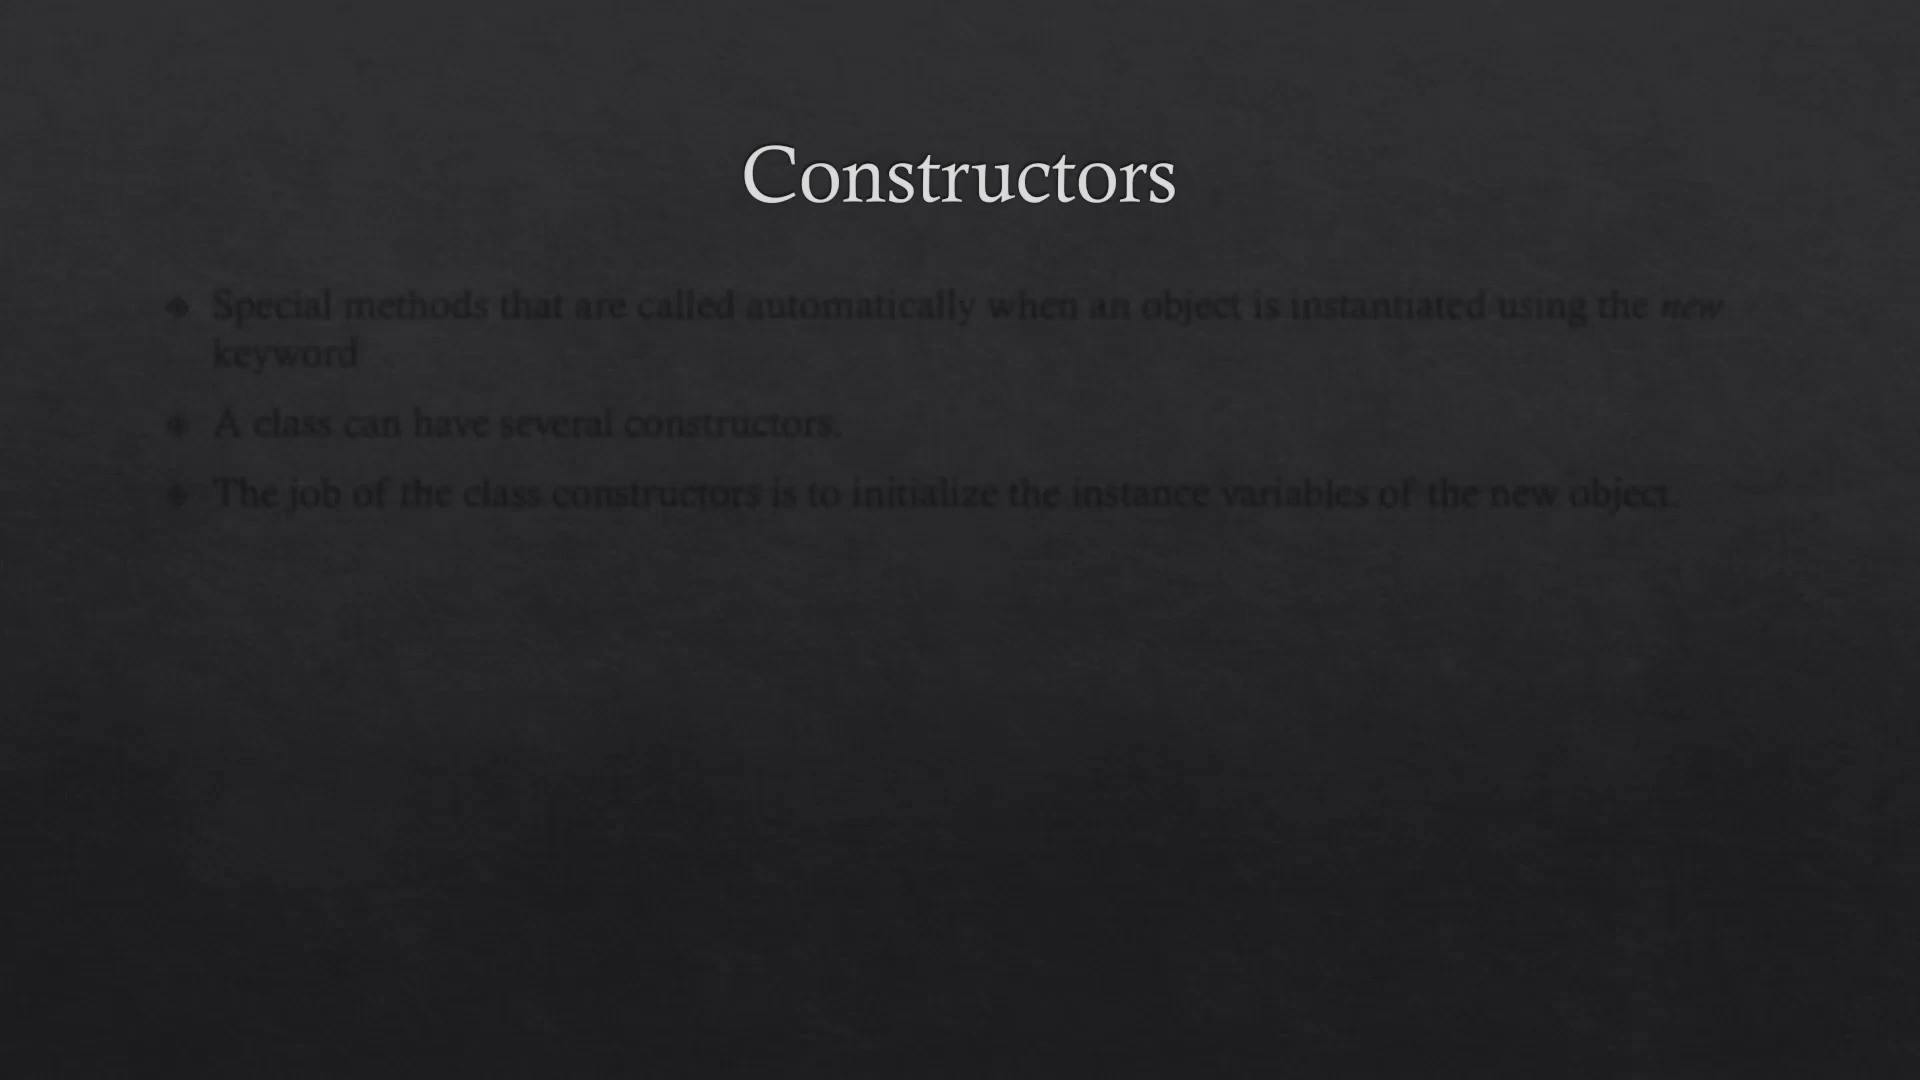 Constructors
Special methods that are called automatically when an object is instantiated using the new
keyword
A class can have several constructors.
The job of the class constructors is to initialize the instance variables of the new object.